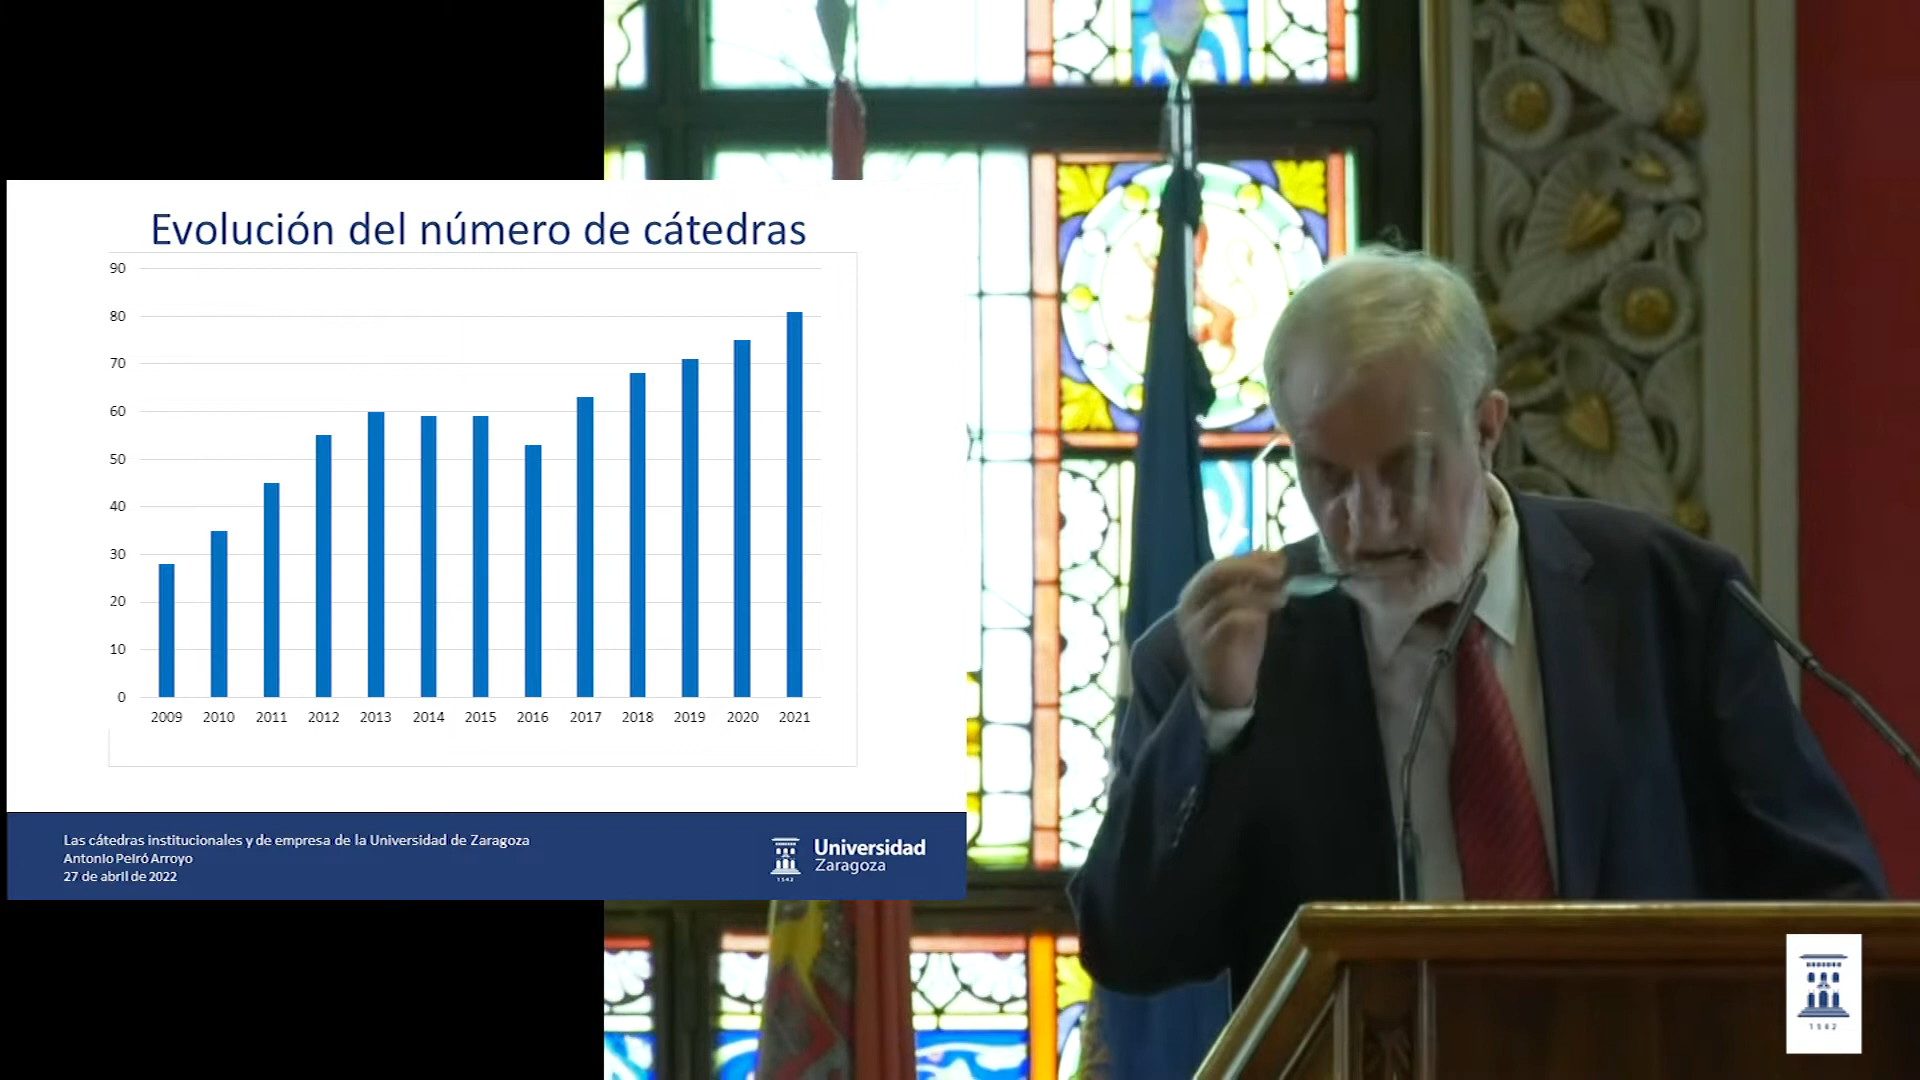 Evolución del número de cátedras
90
80
70
60
50
40
30
20
10
0
2009 2010 2011 2012 2013 2014 2015 2016 2017 2018 2019 2020 2021
Las cátedras institucionales y de empresa de la Universidad de Zaragoza
Antonio Peiró Arroyo
27 de abril de 2022
Universidad
Zaragoza
1542
1542